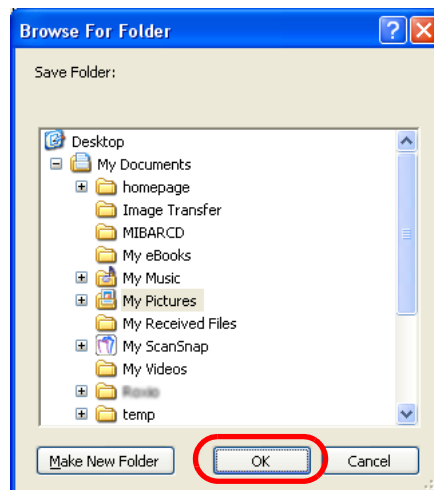 Browse For Folder
Save Folder:
Desktop
My Documents
homepage
Image Transfer
MIBARCD
My eBooks
My Music
My Pictures
My Received Files
My ScanSnap
My Videos
temp
Make New Folder OK Cancel